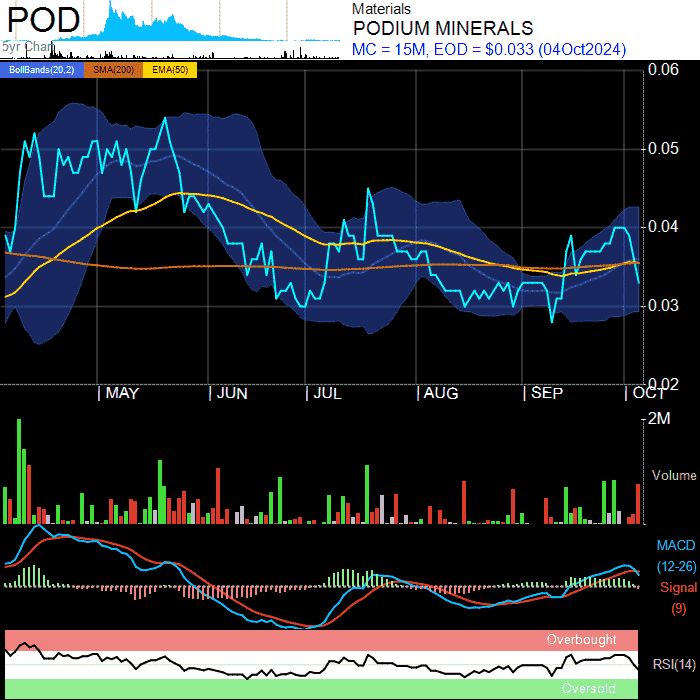 POD
5yr Chart
Materials
PODIUM MINERALS
MC = 15M, EOD = $0.033 (04Oct2024)
BollBands(20,2) SMA(200) EMA(50)
0.06
0.05
0.04
0.03
0.02
MAY JUN JUL AUG SEP OCT
2M
Volume
MACD
(12-26)
Signal
(9)
Overbought
RSI(14)
Oversold